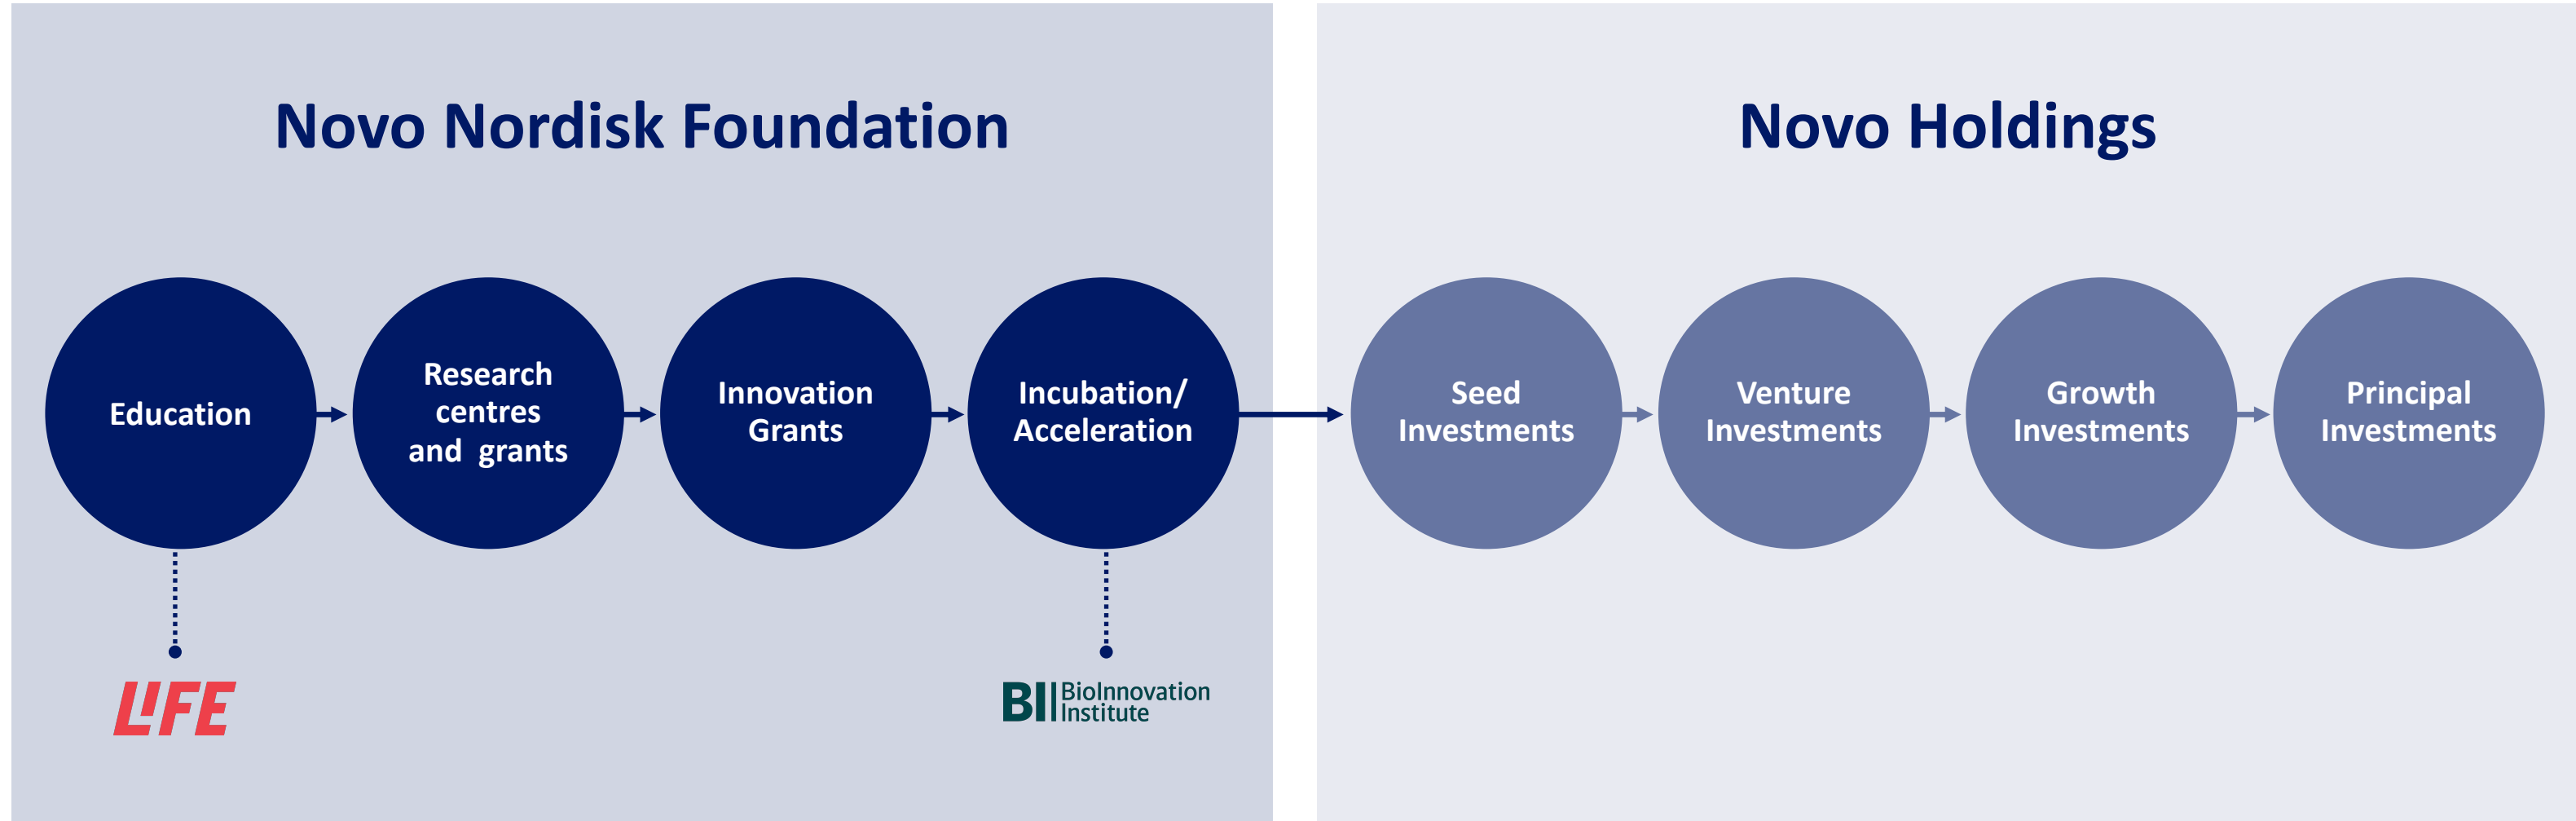 Novo Nordisk Foundation
Novo Holdings
Education
Research
centres
and grants
Innovation
Grants
Incubation/
Acceleration
Seed
Investments
Venture
Investments
Growth
Investments
Principal
Investments
LIFE
BII BioInnovation
Institute